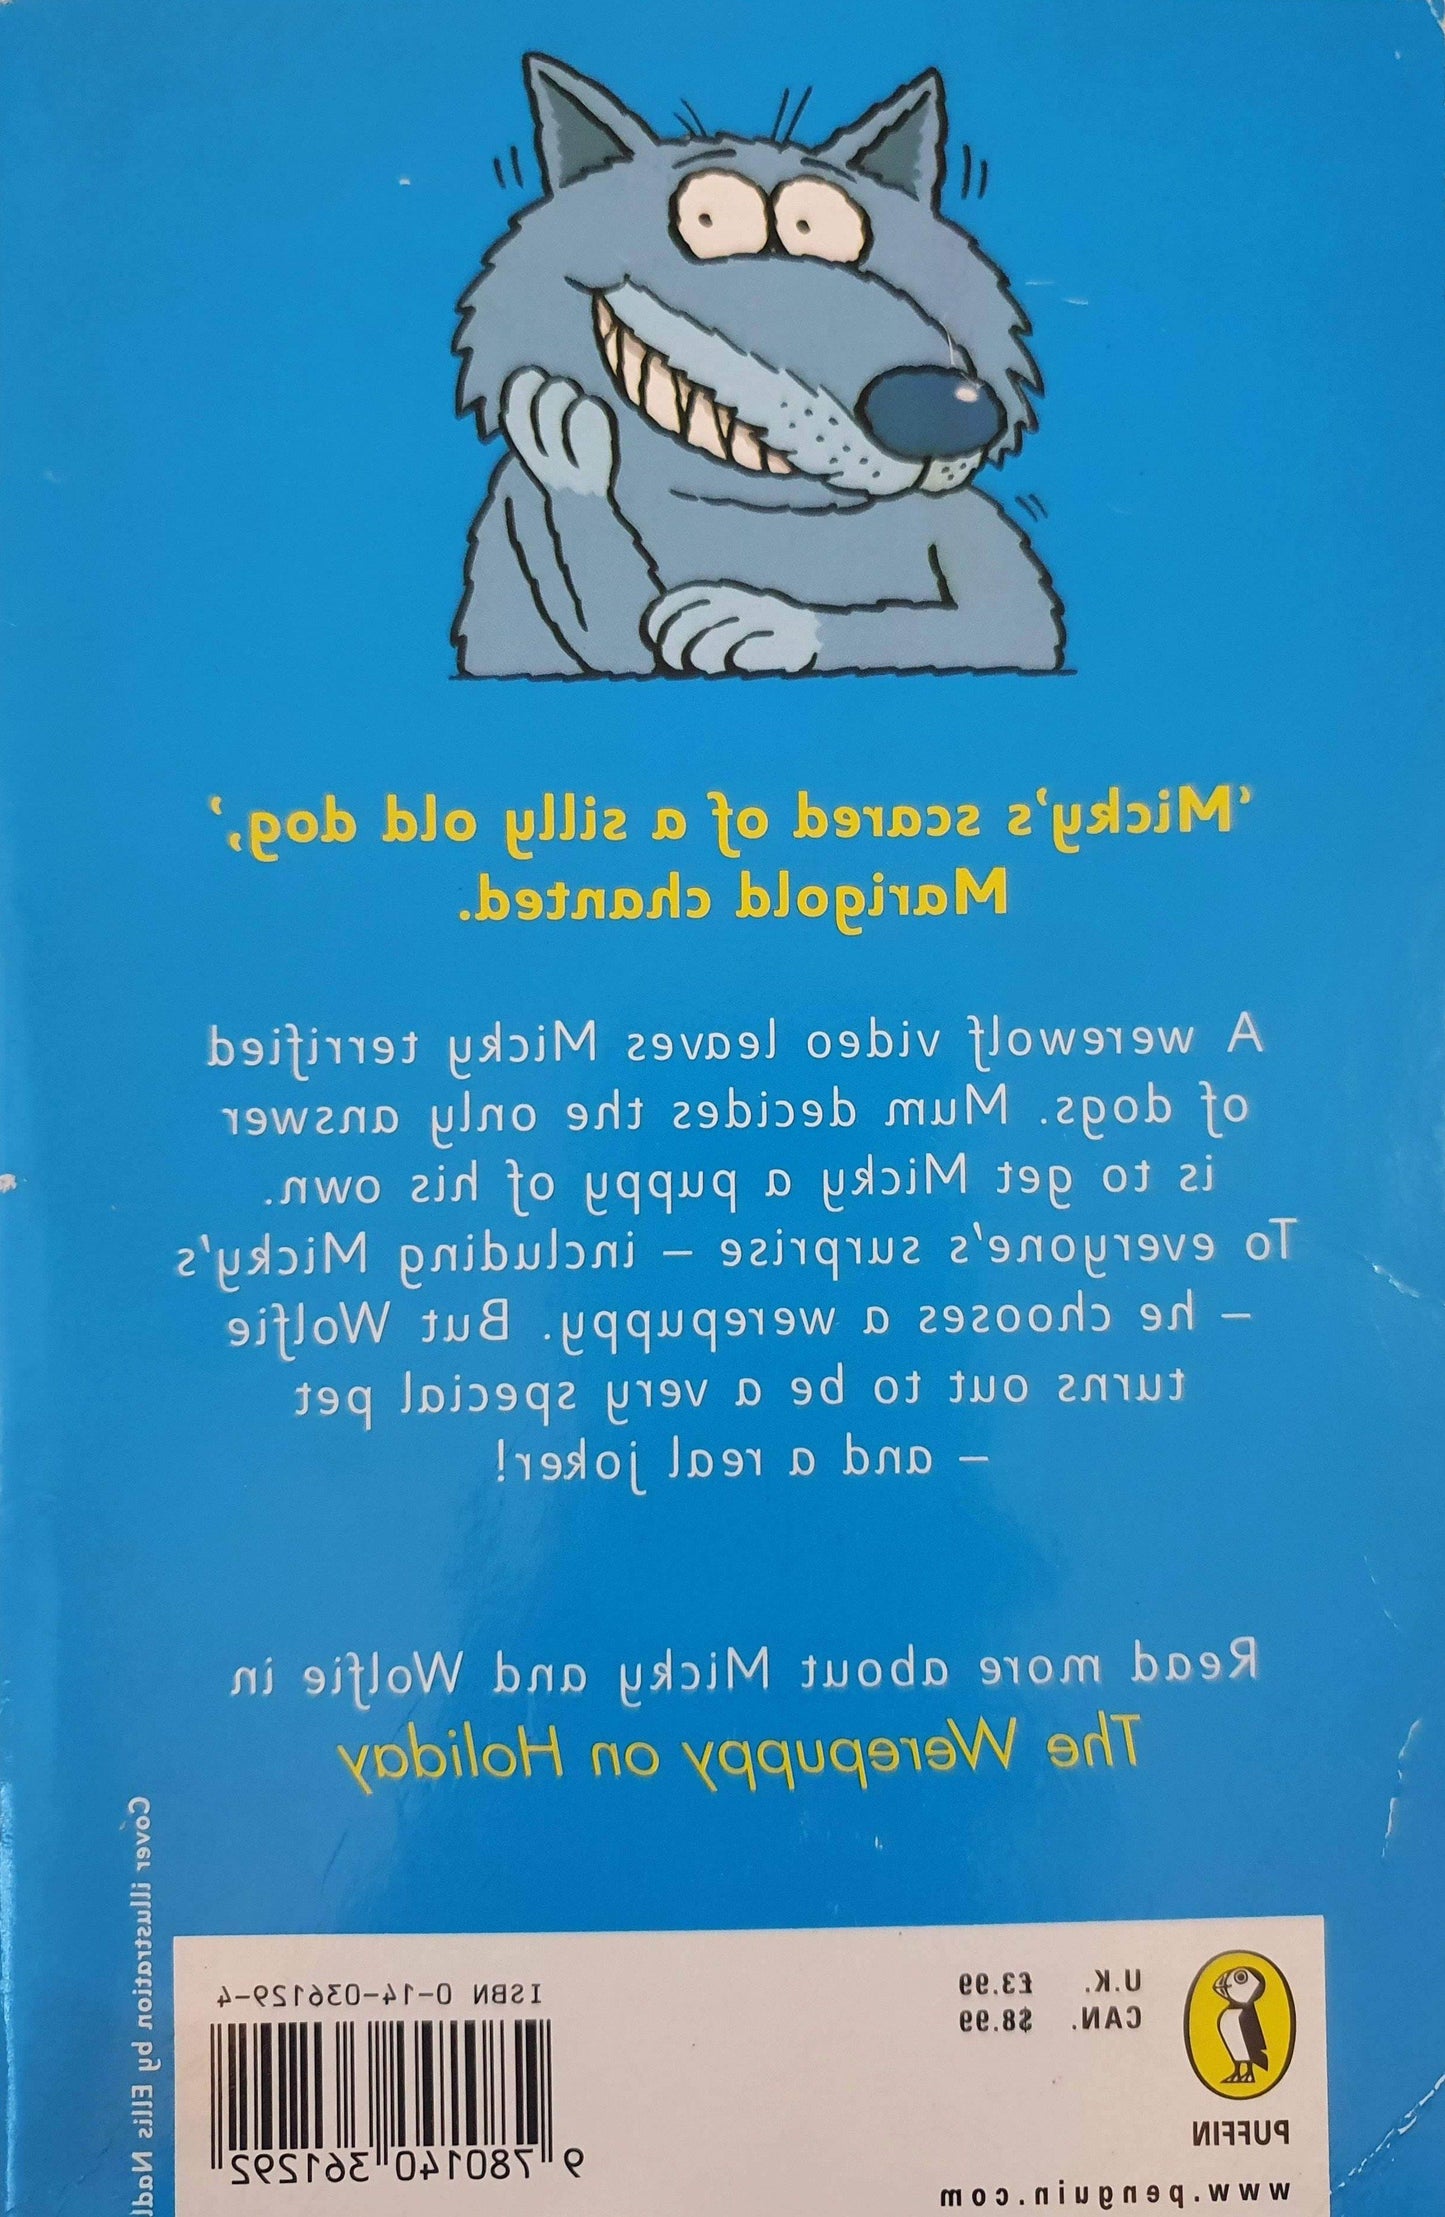 ‘Micky's scared of a silly old dog,’
Marigold chanted.
A werewolf video leaves Micky terrified
of dogs. Mum decides the only answer
is to get Micky a puppy of his own.
To everyone's surprise – including Micky's
– he chooses a werepuppy. But Wolfie
turns out to be a very special pet
– and a real joker!
Read more about Micky and Wolfie in
The Werepuppy on Holiday
Cover illustration by Ellis
PUFFIN
www.penguin.com
U.K. £3.99
CAN. $8.99
ISBN 0-14-036129-4
9 780140 361292